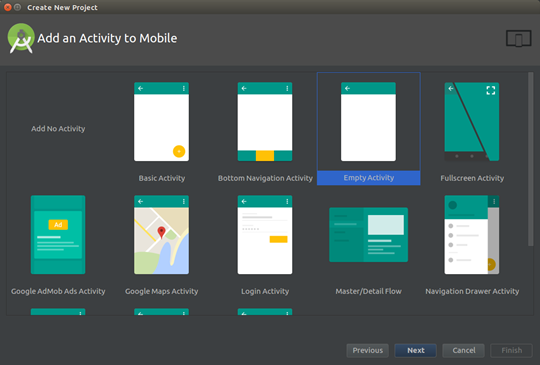 Create New Project
Add an Activity to Mobile
Add No Activity
Basic Activity
Bottom Navigation Activity
Empty Activity
Fullscreen Activity
Ad
Google AdMob Ads Activity
Google Maps Activity
Login Activity
Master/Detail Flow
Navigation Drawer Activity
Previous
Next
Cancel
Finish